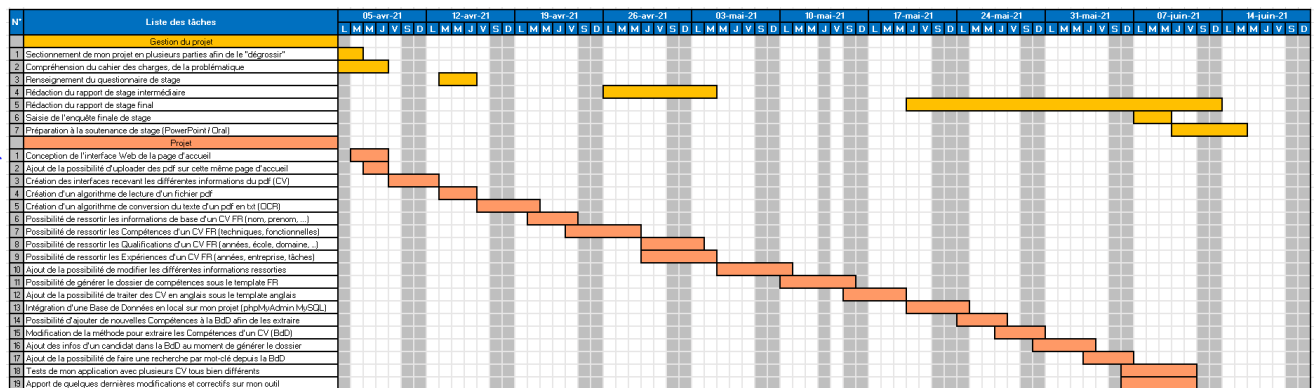 N° Liste des tâches 05-avr-21 12-avr-21 19-avr-21 26-avr-21 03-mai-21 10-mai-21 17-mai-21 24-mai-21 31-mai-21 07-juin-21 14-juin-21
L M M J V S D L M M J V S D L M M J V S D L M M J V S D L M M J V S D L M M J V S D L M M J V S D L M M J V S D L M M J V S D L M M J V S D L M M J V S D
Gestion du projet
1 Sectionnement de mon projet en plusieurs parties afin de le "dégrossir"
2 Compréhension du cahier des charges, de la problématique
3 Renseignement du questionnaire de stage
4 Rédaction du rapport de stage intermédiaire
5 Rédaction du rapport de stage final
6 Saisie de l'enquête finale de stage
7 Préparation à la soutenance de stage (PowerPoint / Oral)
Projet
1 Conception de l'interface Web de la page d'accueil
2 Ajout de la possibilité d'uploader des pdf sur cette même page d'accueil
3 Création des interfaces recevant les différentes informations du pdf (CV)
4 Création d'un algorithme de lecture d'un fichier pdf
5 Création d'un algorithme de conversion du texte d'un pdf en txt (OCR)
6 Possibilité de ressortir les informations de base d'un CV FR (nom, prenom, ...)
7 Possibilité de ressortir les Compétences d'un CV FR (techniques, fonctionnelles)
8 Possibilité de ressortir les Qualifications d'un CV FR (années, école, domaine, ..)
9 Possibilité de ressortir les Expériences d'un CV FR (années, entreprise, tâches)
10 Ajout de la possibilité de modifier les différentes informations ressorties
11 Possibilité de générer le dossier de compétences sous le template FR
12 Ajout de la possibilité de traiter des CV en anglais sous le template anglais
13 Intégration d'une Base de Données en local sur mon projet (phpMyAdmin MySQL)
14 Possibilité d'ajouter de nouvelles Compétences à la BdD afin de les extraire
15 Modification de la méthode pour extraire les Compétences d'un CV (BdD)
16 Ajout des infos d'un candidat dans la BdD au moment de générer le dossier
17 Ajout de la possibilité de faire une recherche par mot-clé depuis la BdD
18 Tests de mon application avec plusieurs CV tous bien différents
19 Apport de quelques dernières modifications et correctifs sur mon outil